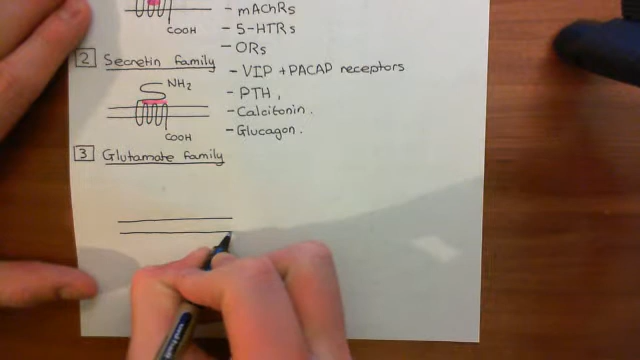 - mAChRs
- 5-HTRs
COOH
- ORs
2 Secretin family
- VIP + PACAP receptors
NH2
- PTH,
- Calcitonin.
- Glucagon.
COOH
3 Glutamate family